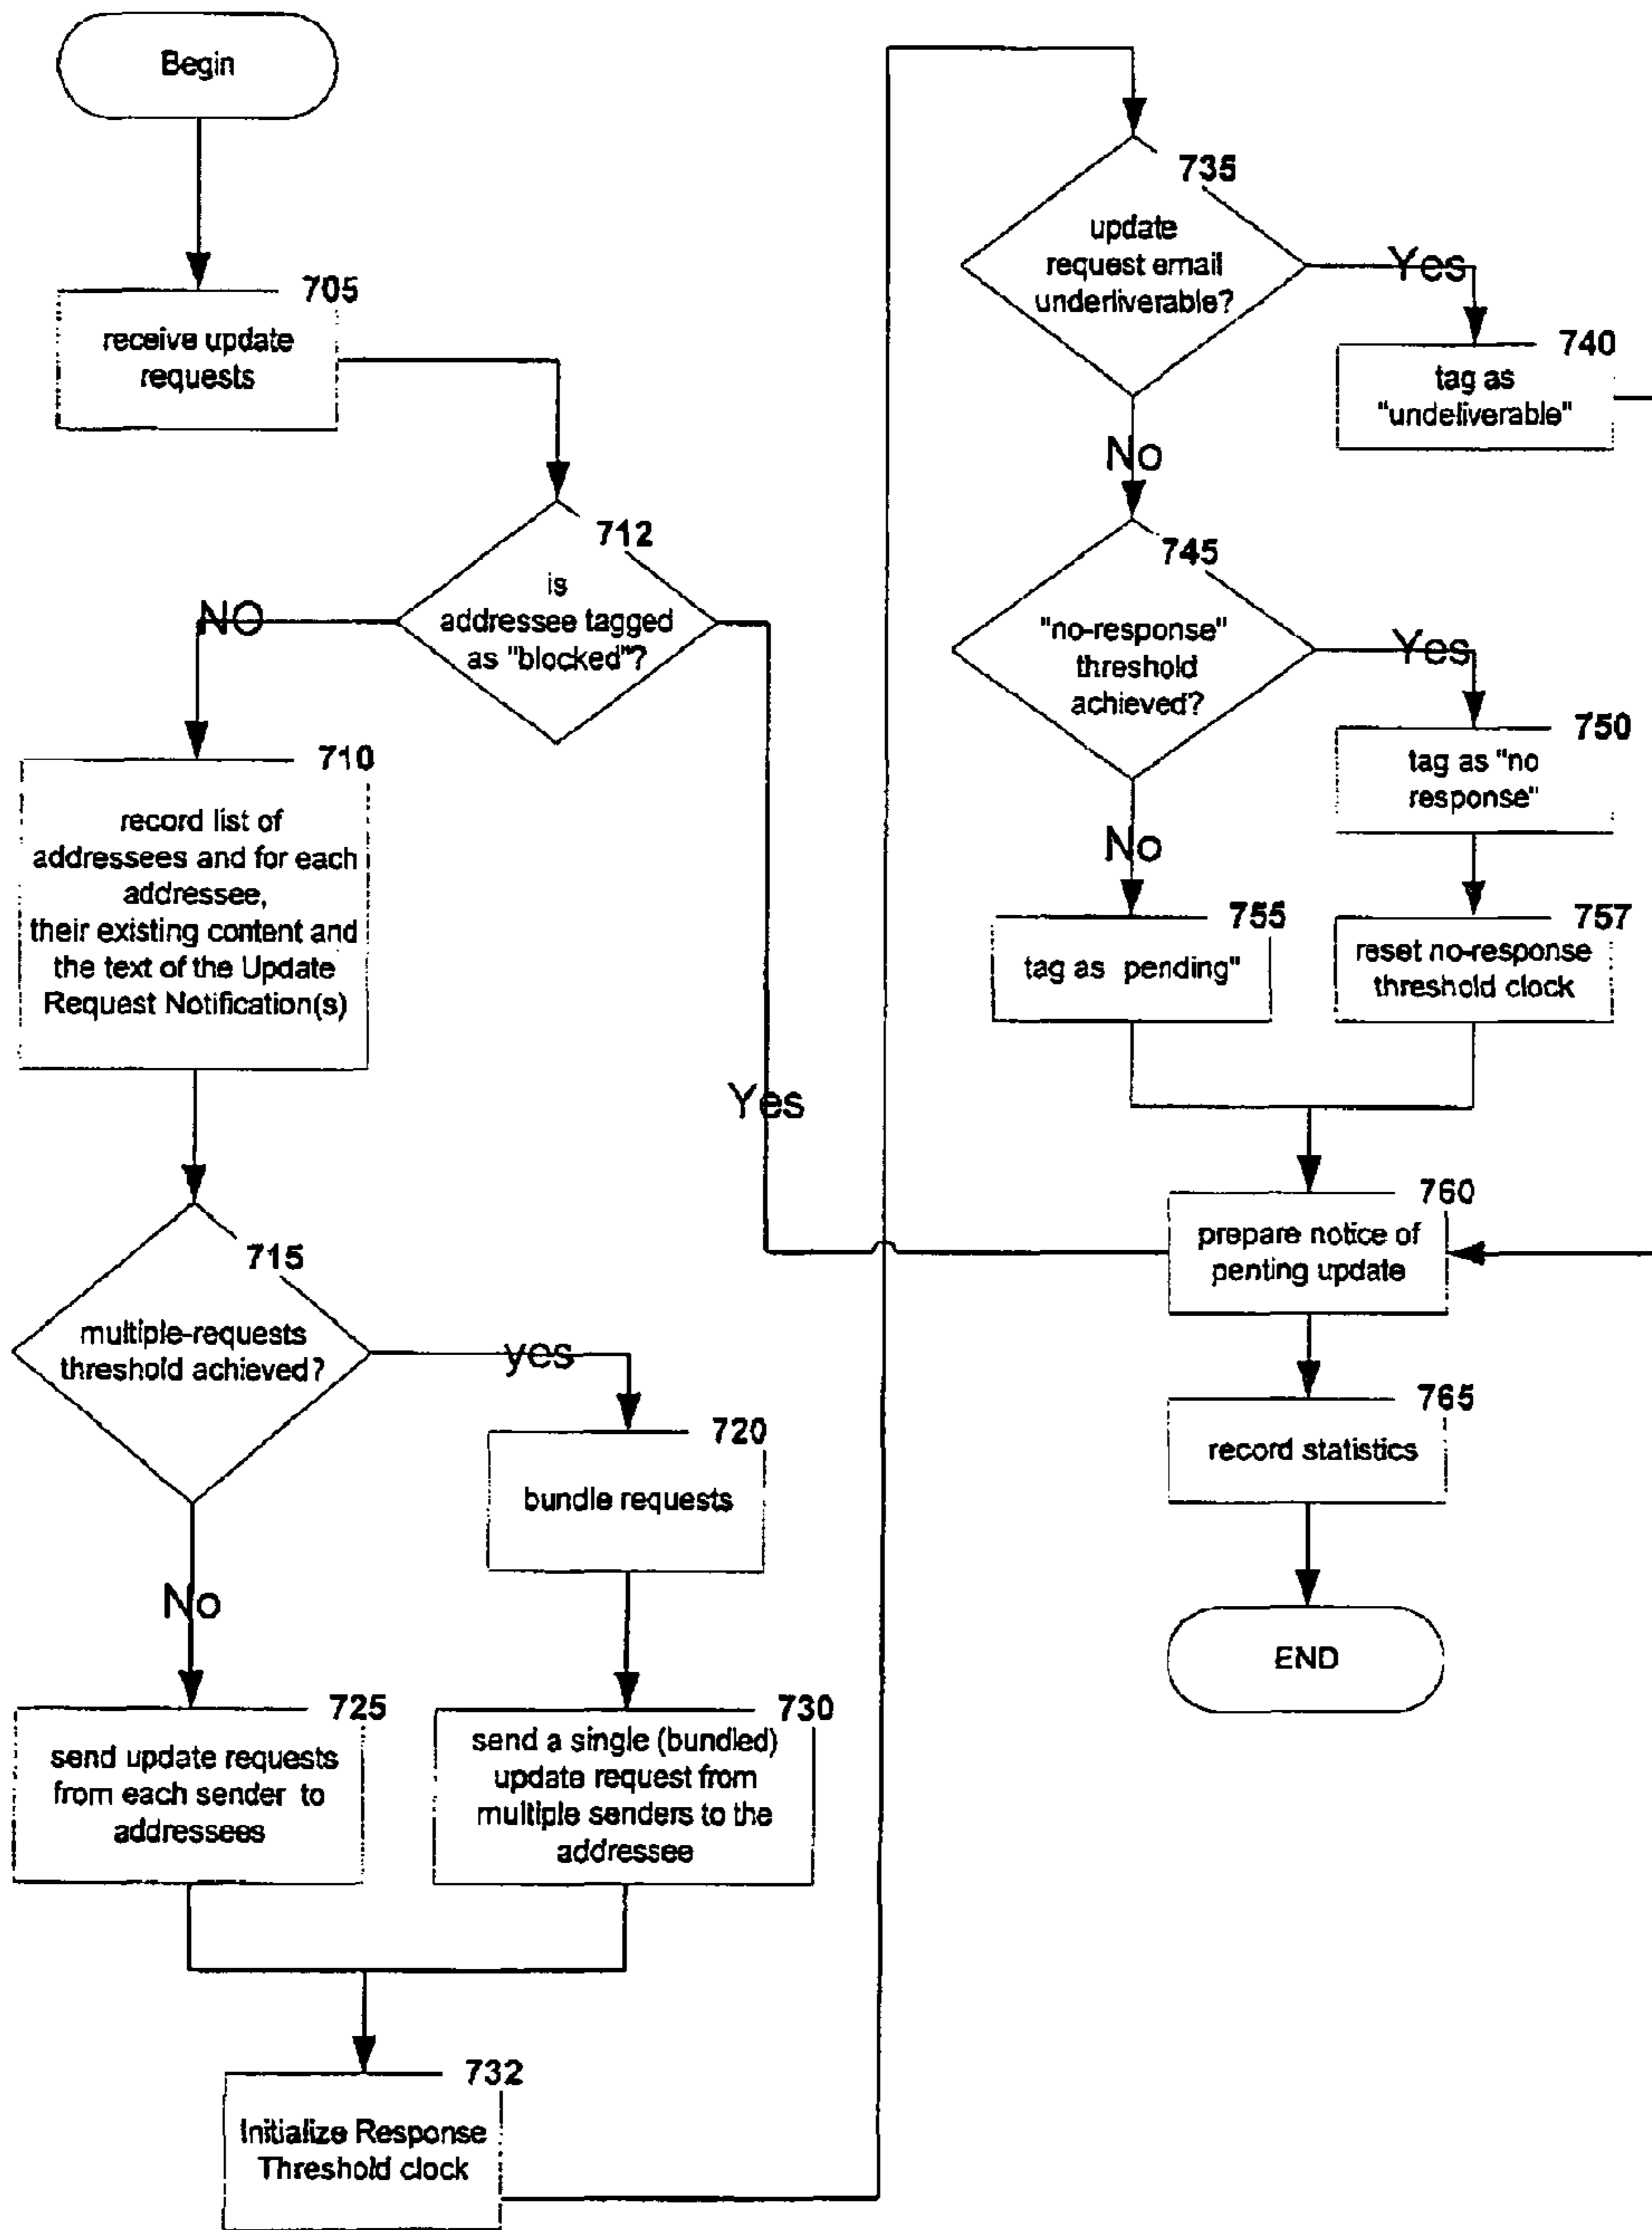 Begin
705
receive update
requests
712
is
addressee tagged
as "blocked"?
NO
Yes
710
record list of
addressees and for each
addressee,
their existing content and
the text of the Update
Request Notification(s)
715
multiple-requests
threshold achieved?
yes
No
720
bundle requests
725
send update requests
from each sender to
addressees
730
send a single (bundled)
update request from
multiple senders to the
addressee
732
Initialize Response
Threshold clock
735
update
request email
underliverable?
Yes
No
740
tag as
"undeliverable"
745
"no-response"
threshold
achieved?
Yes
No
750
tag as "no
response"
755
tag as pending"
757
reset no-response
threshold clock
760
prepare notice of
penting update
765
record statistics
END